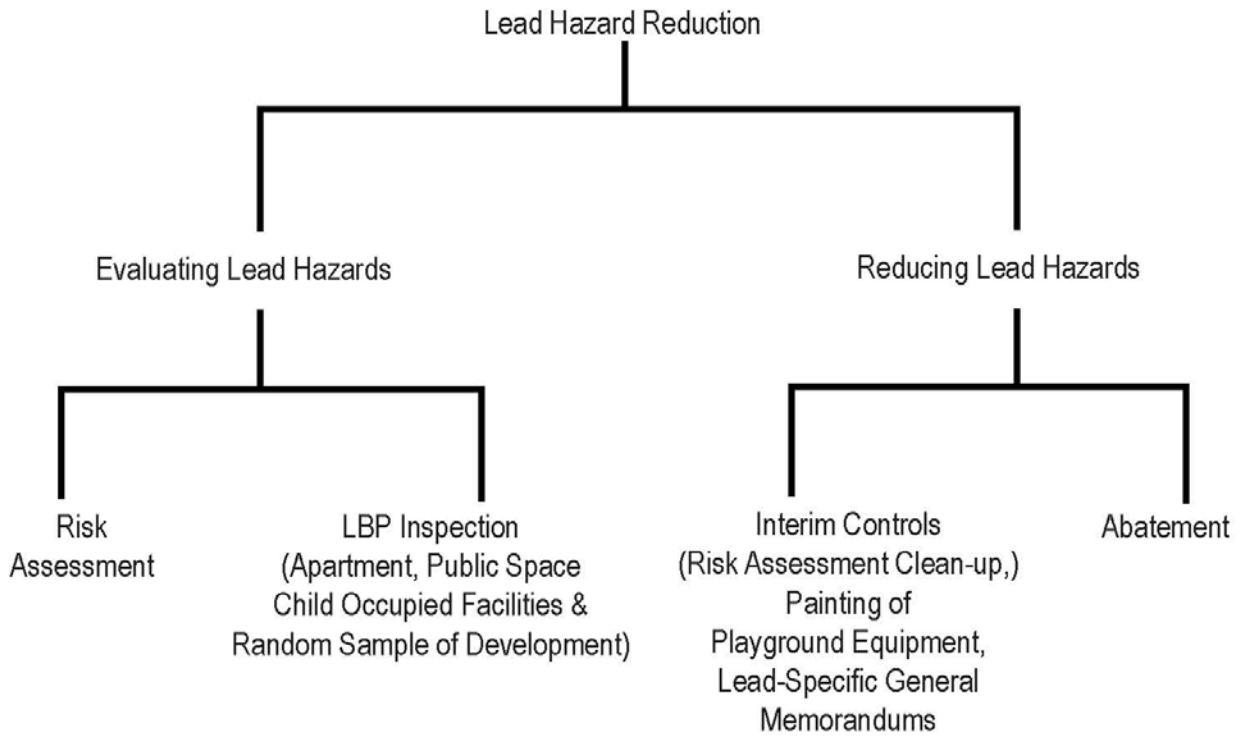 Lead Hazard Reduction
Evaluating Lead Hazards
Reducing Lead Hazards
Risk
Assessment
LBP Inspection
(Apartment, Public Space
Child Occupied Facilities &
Random Sample of Development)
Interim Controls
(Risk Assessment Clean-up,)
Painting of
Playground Equipment,
Lead-Specific General
Memorandums
Abatement